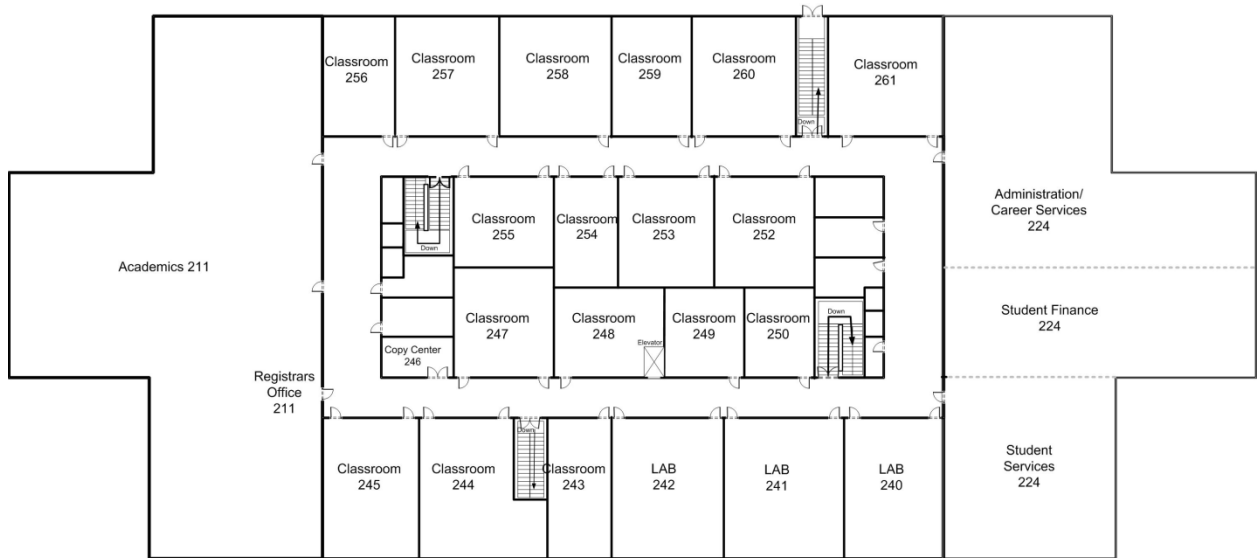 Classroom
256
Classroom
257
Classroom
258
Classroom
259
Classroom
260
Down
Classroom
261
Administration/
Career Services
224
Academics 211
Down
Classroom
255
Classroom
254
Classroom
253
Classroom
252
Student Finance
224
Classroom
247
Classroom
248
Elevator
Classroom
249
Classroom
250
Down
Copy Center
246
Registrars
Office
211
Classroom
245
Classroom
244
Down
Classroom
243
LAB
242
LAB
241
LAB
240
Student
Services
224